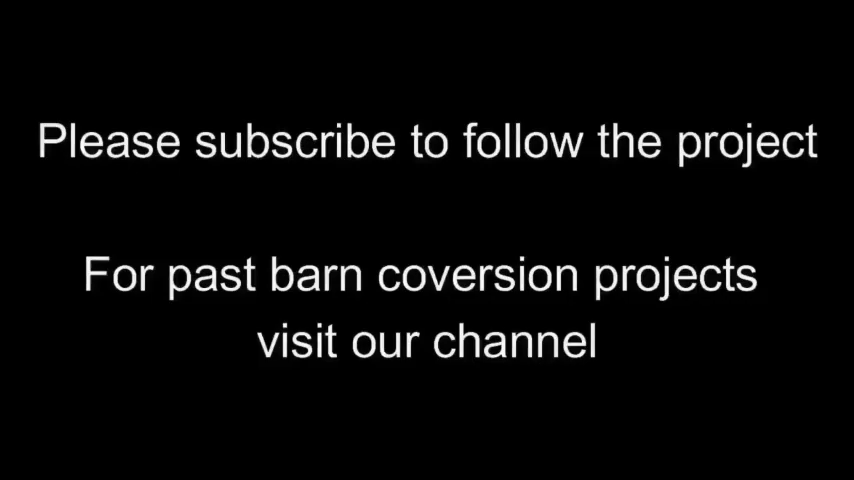 Please subscribe to follow the project
For past barn coversion projects
visit our channel